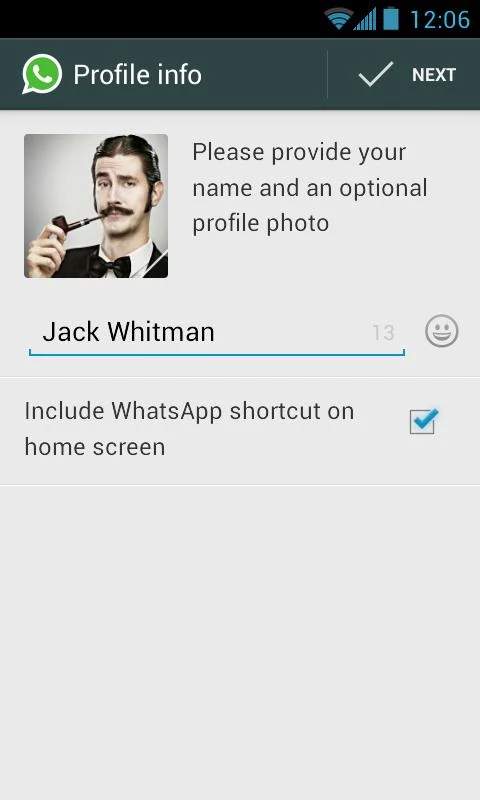 12:06
Profile info
NEXT
Please provide your
name and an optional
profile photo
Jack Whitman
13
Include WhatsApp shortcut on
home screen